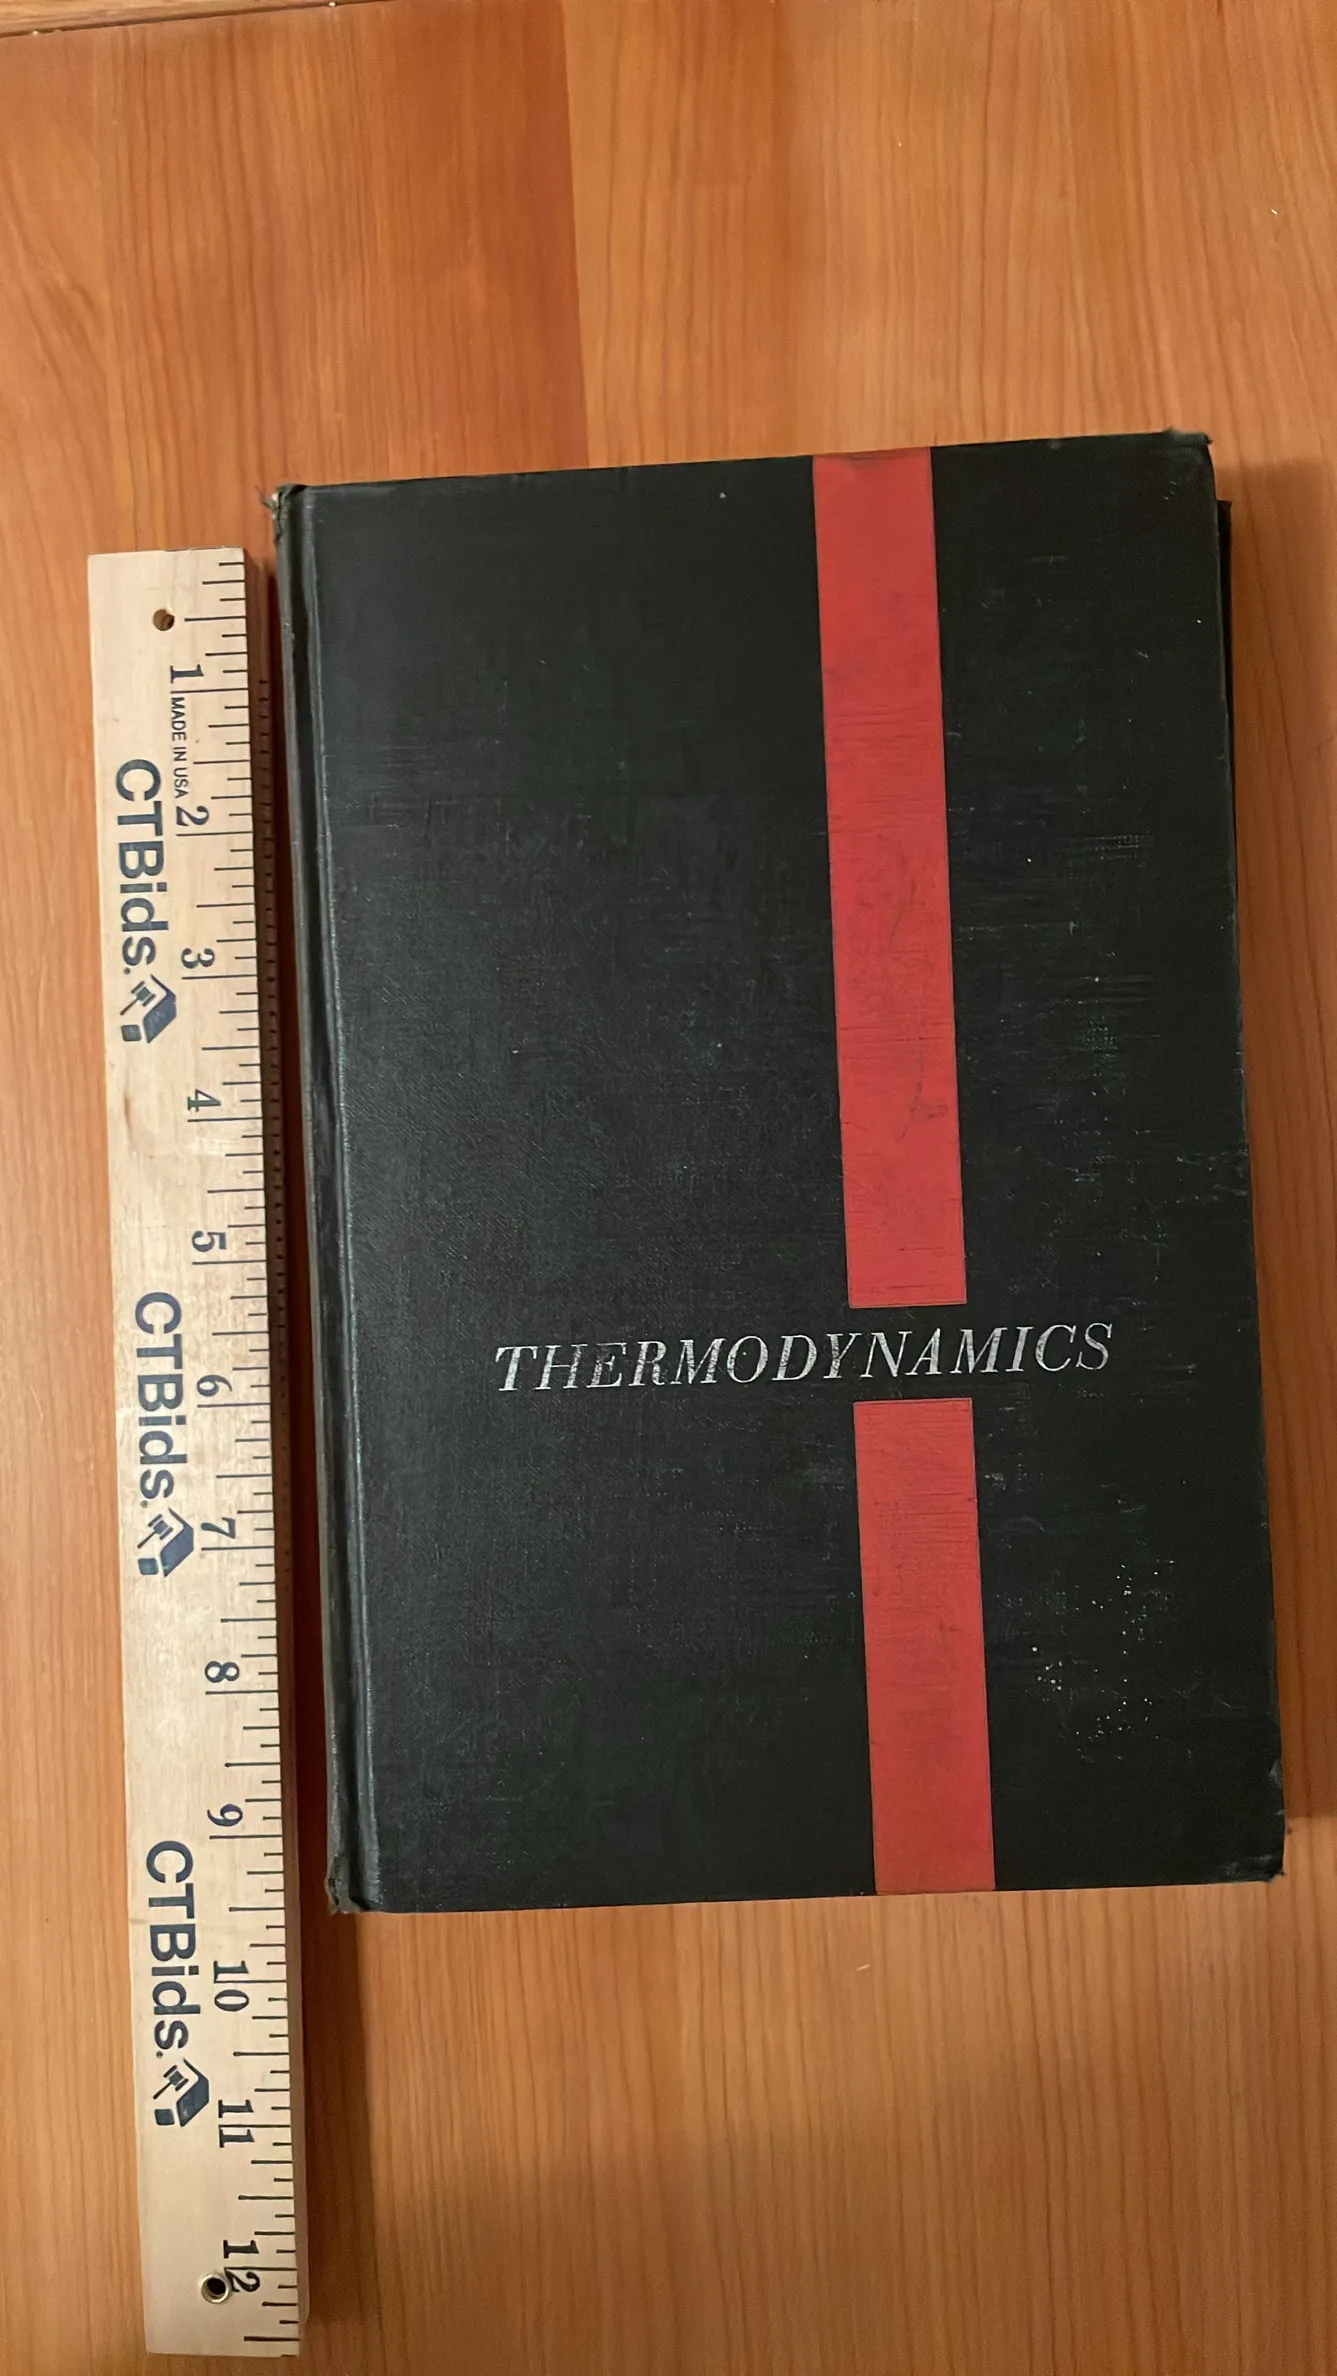 1
MADE IN USA
2
3
4
5
6
7
8
9
10
11
12
CTBids.
CTBids.
CTBids.
THERMODYNAMICS